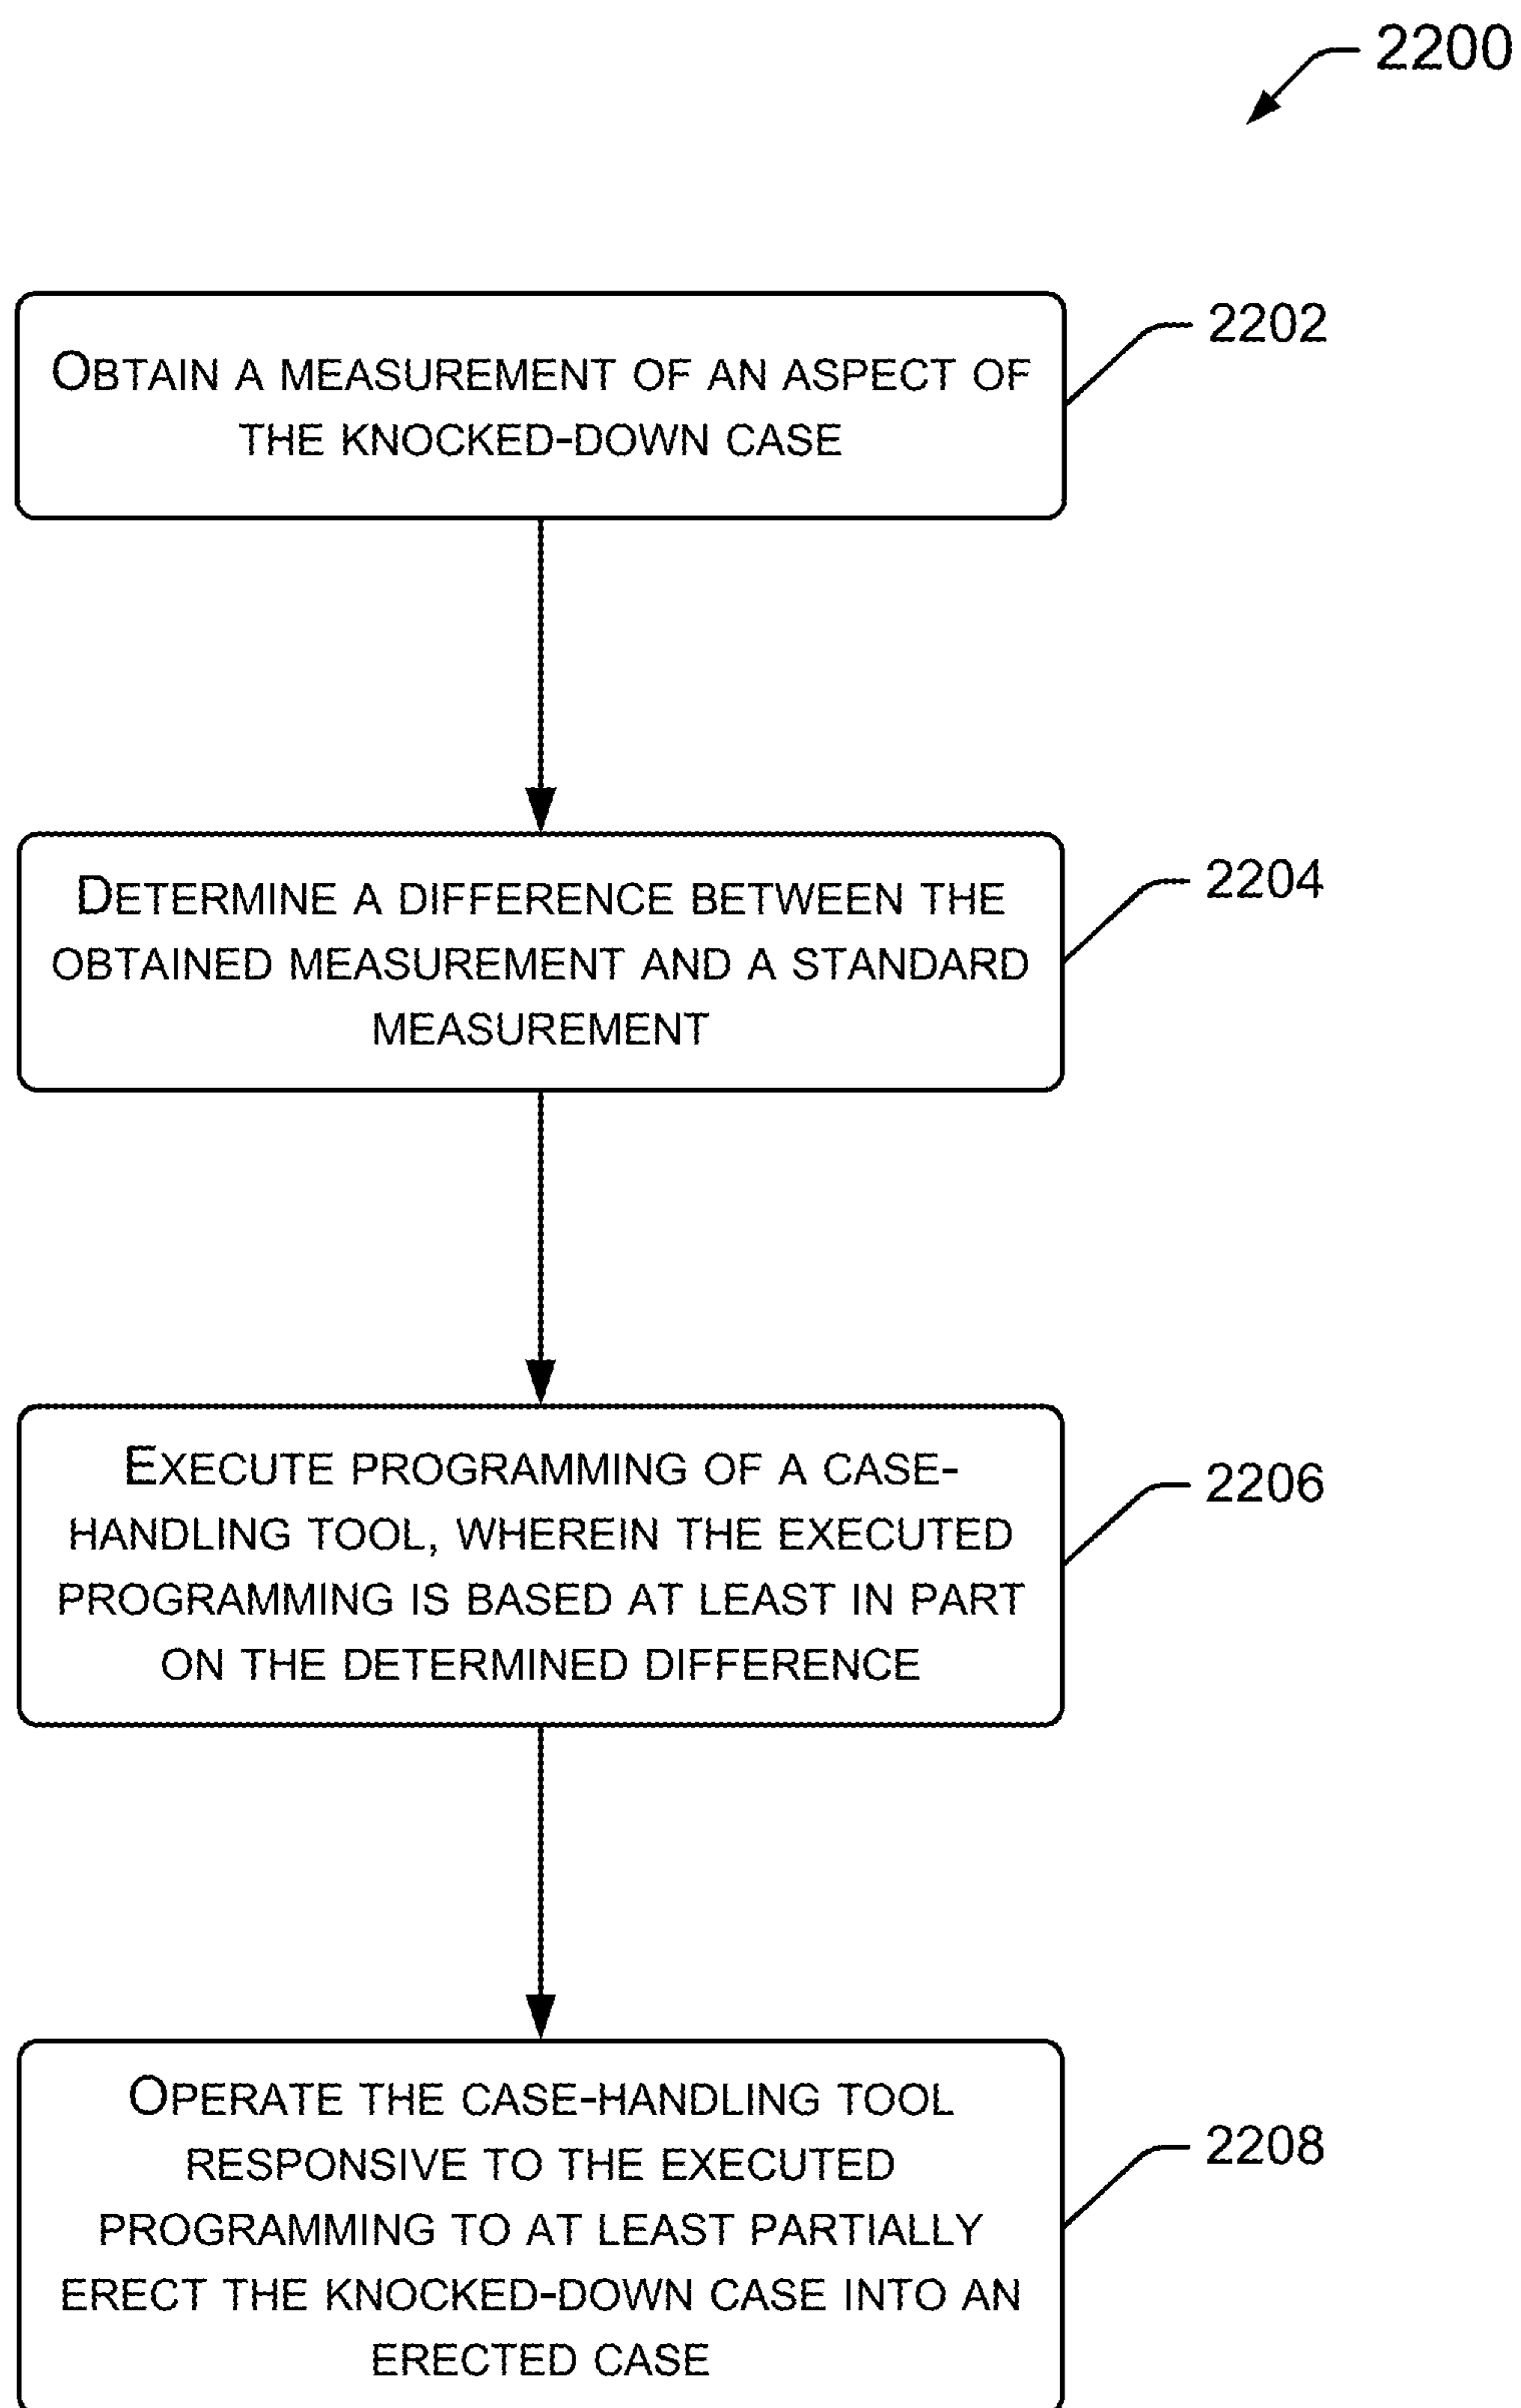 2200
OBTAIN A MEASUREMENT OF AN ASPECT OF
THE KNOCKED-DOWN CASE
2202
DETERMINE A DIFFERENCE BETWEEN THE
OBTAINED MEASUREMENT AND A STANDARD
MEASUREMENT
2204
EXECUTE PROGRAMMING OF A CASE-
HANDLING TOOL, WHEREIN THE EXECUTED
PROGRAMMING IS BASED AT LEAST IN PART
ON THE DETERMINED DIFFERENCE
2206
OPERATE THE CASE-HANDLING TOOL
RESPONSIVE TO THE EXECUTED
PROGRAMMING TO AT LEAST PARTIALLY
ERECT THE KNOCKED-DOWN CASE INTO AN
ERECTED CASE
2208